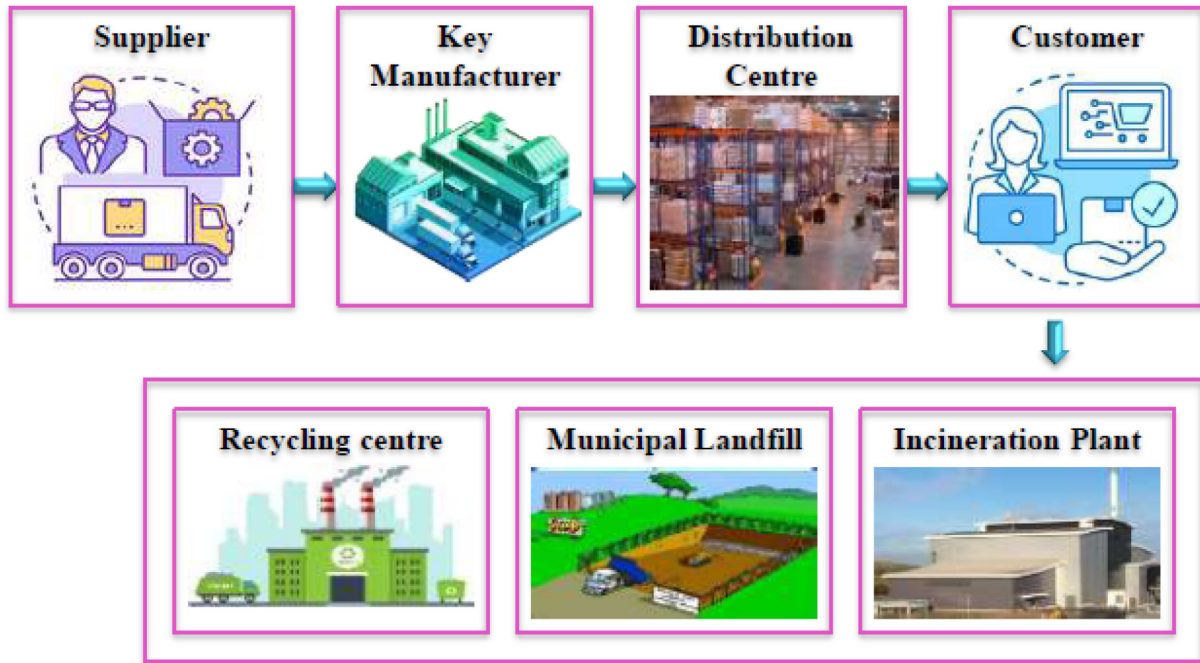 Supplier
Key
Manufacturer
Distribution
Centre
Customer
Recycling centre
Municipal Landfill
Incineration Plant